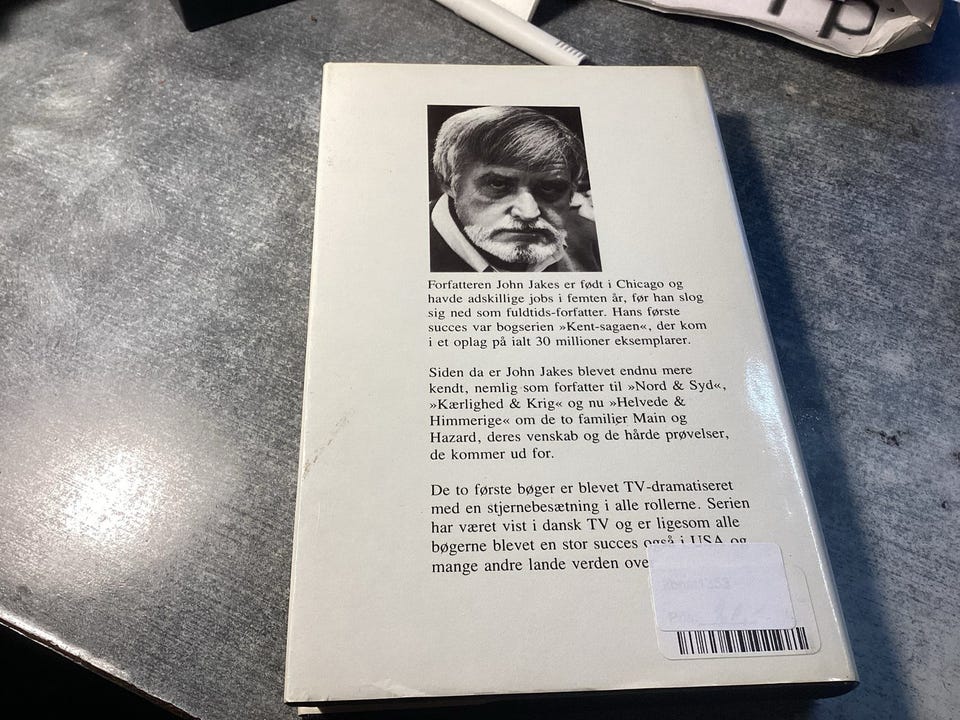 Forfatteren John Jakes er født i Chicago og
havde adskillige jobs i femten år, før han slog
sig ned som fuldtids-forfatter. Hans første
succes var bogserien »Kent-sagaen«, der kom
i et oplag på ialt 30 millioner eksemplarer.
Siden da er John Jakes blevet endnu mere
kendt, nemlig som forfatter til »Nord & Syd«,
»Kærlighed & Krig« og nu »Helvede &
Himmerige« om de to familier Main og
Hazard, deres venskab og de hårde prøvelser,
de kommer ud for.
De to første bøger er blevet TV-dramatiseret
med en stjernebesætning i alle rollerne. Serien
har været vist i dansk TV og er ligesom alle
bøgerne blevet en stor succes også i USA og
mange andre lande verden ove